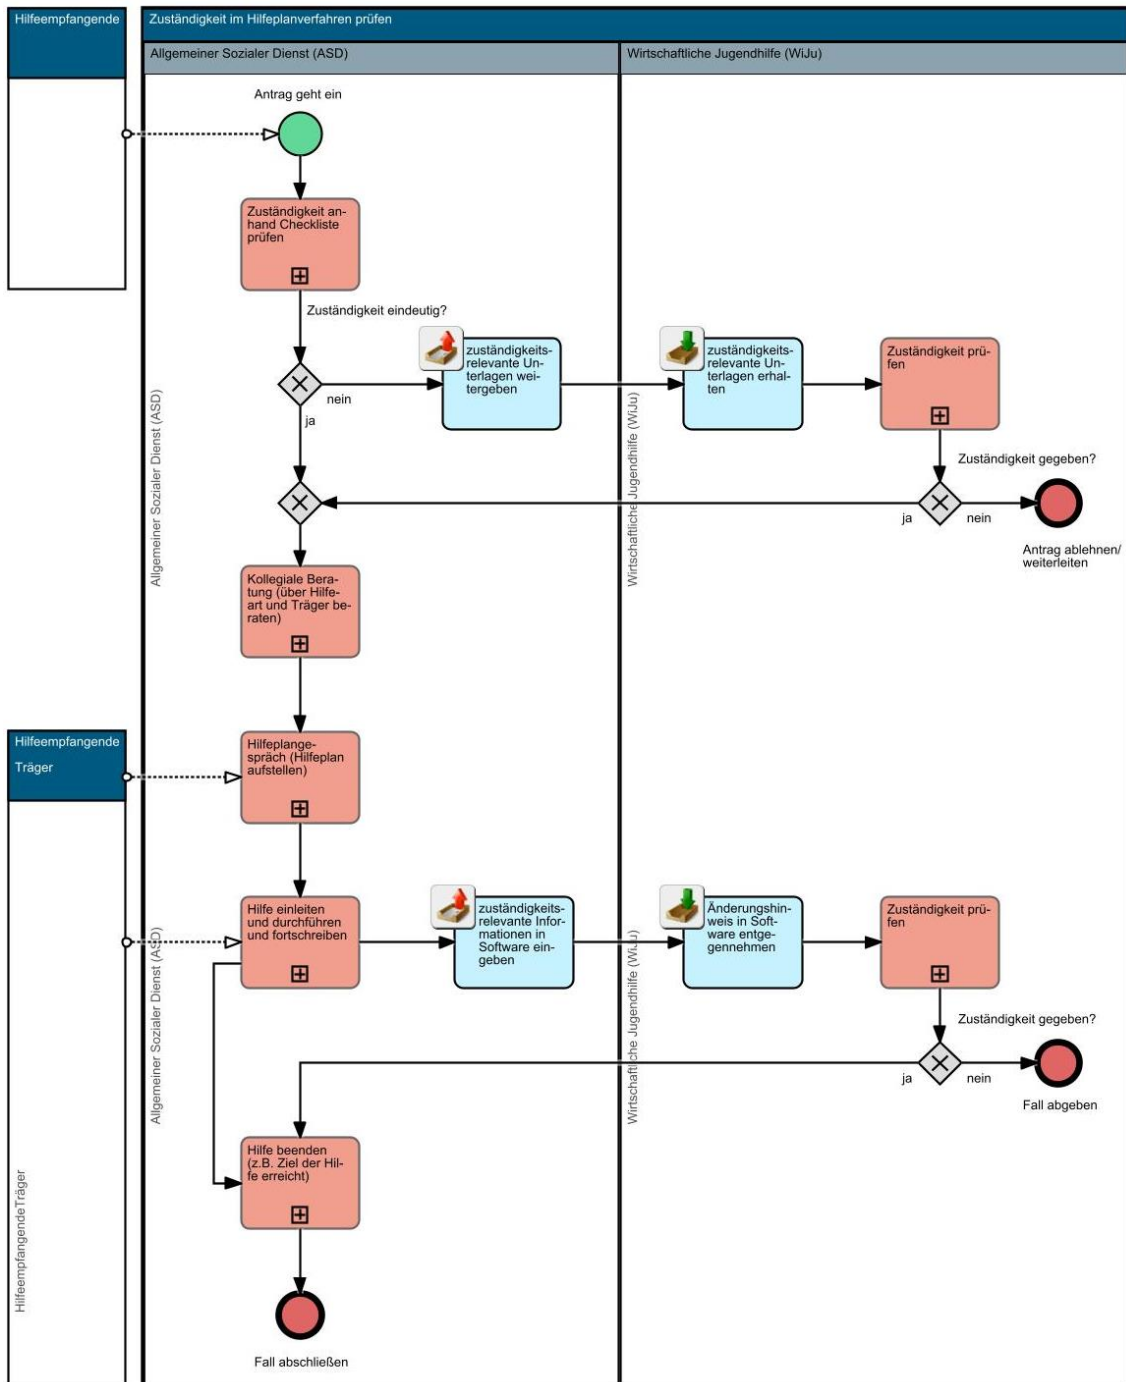 Hilfeempfangende
Zuständigkeit im Hilfeplanverfahren prüfen
Allgemeiner Sozialer Dienst (ASD)
Wirtschaftliche Jugendhilfe (WiJu)
Antrag geht ein
Zuständigkeit an-
hand Checkliste
prüfen
Zuständigkeit eindeutig?
nein
ja
zuständigkeits-
relevante Un-
terlagen wei-
tergeben
zuständigkeits-
relevante Un-
terlagen erhal-
ten
Zuständigkeit prü-
fen
Zuständigkeit gegeben?
ja
nein
Antrag ablehnen/
weiterleiten
Allgemeiner Sozialer Dienst (ASD)
Wirtschaftliche Jugendhilfe (WiJu)
Kollegiale Bera-
tung (über Hilfe-
art und Träger be-
raten)
Hilfeempfangende
Träger
Hilfeplange-
spräch (Hilfeplan
aufstellen)
Hilfe einleiten
und durchführen
und fortschreiben
zuständigkeits-
relevante Infor-
mationen in
Software ein-
geben
Änderungshin-
weis in Soft-
ware entge-
gennehmen
Zuständigkeit prü-
fen
Zuständigkeit gegeben?
ja
nein
Fall abgeben
Allgemeiner Sozialer Dienst (ASD)
Wirtschaftliche Jugendhilfe (WiJu)
Hilfe beenden
(z.B. Ziel der Hil-
fe erreicht)
HilfeempfangendeTräger
Fall abschließen